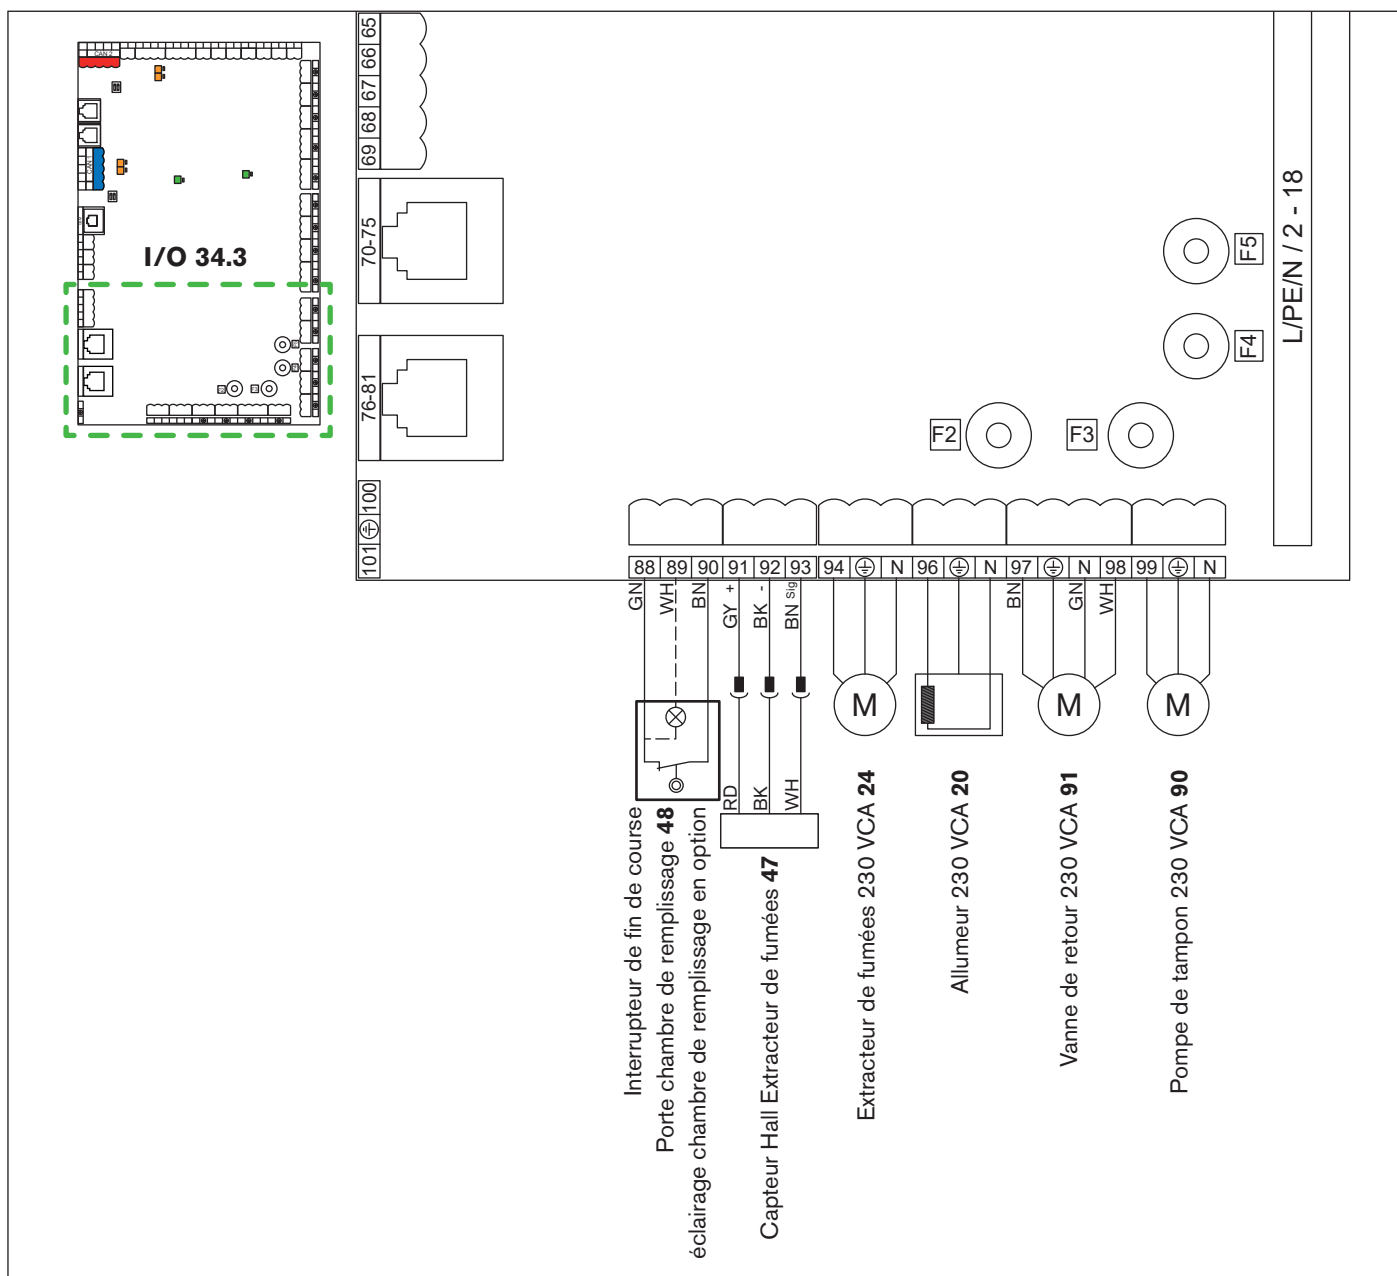 CAN 2
CAN 1
I/O 34.3
65
66
67
68
69
70-75
76-81
100
101
F5
F4
F2
F3
L/PE/N / 2 - 18
88 89 90 91 92 93 94 N 96 N 97 N 98 99 N
GN WH BN GY + BK - BN Sig BN GN WH
M M M
RD BK WH
Interrupteur de fin de course
Porte chambre de remplissage 48
éclairage chambre de remplissage en option
Capteur Hall Extracteur de fumées 47
Extracteur de fumées 230 VCA 24
Allumeur 230 VCA 20
Vanne de retour 230 VCA 91
Pompe de tampon 230 VCA 90